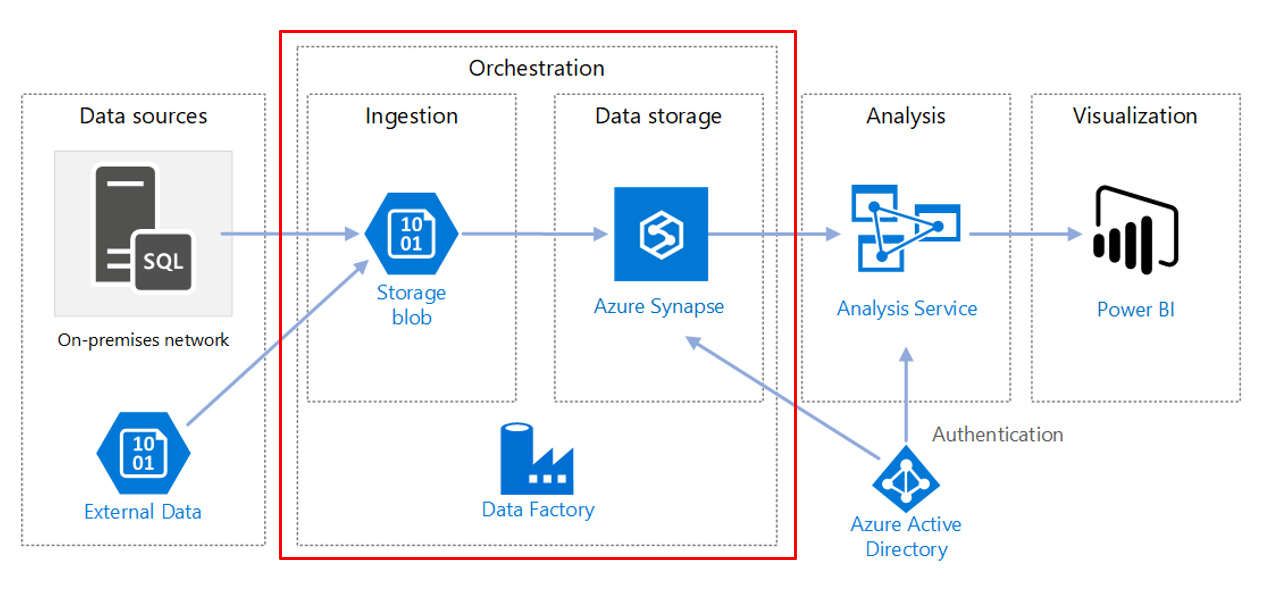 Orchestration
Data sources
Ingestion
Data storage
Analysis
Visualization
SQL
On-premises network
10
01
External Data
10
01
Storage
blob
Azure Synapse
Data Factory
Analysis Service
Power BI
Authentication
Azure Active
Directory